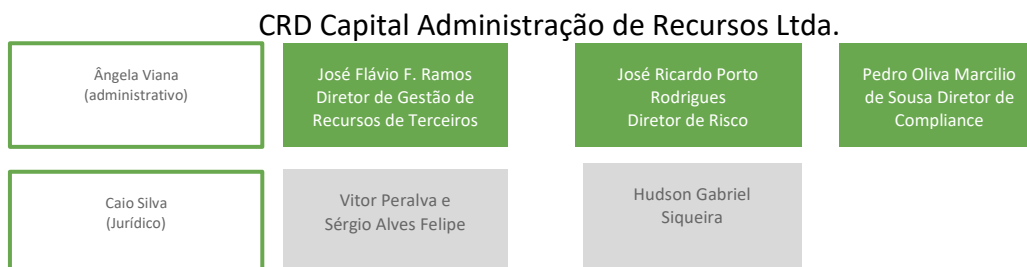 CRD Capital Administração de Recursos Ltda.
Ângela Viana
(administrativo)
José Flávio F. Ramos
Diretor de Gestão de
Recursos de Terceiros
José Ricardo Porto
Rodrigues
Diretor de Risco
Pedro Oliva Marcilio
de Sousa Diretor de
Compliance
Caio Silva
(Jurídico)
Vitor Peralva e
Sérgio Alves Felipe
Hudson Gabriel
Siqueira